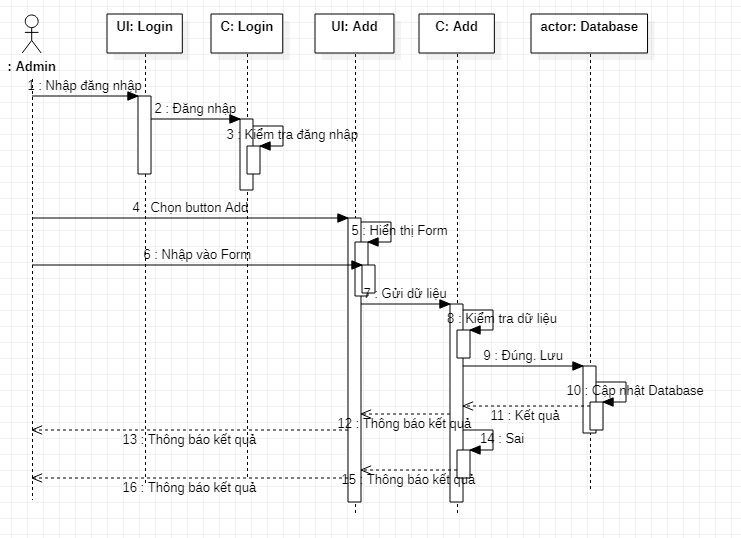 UI: Login
C: Login
UI: Add
C: Add
actor: Database
: Admin
1 : Nhập đăng nhập
2 : Đăng nhập
3 : Kiểm tra đăng nhập
4 : Chọn button Add
5 : Hiển thị Form
6 : Nhập vào Form
7 : Gửi dữ liệu
8 : Kiểm tra dữ liệu
9 : Đúng. Lưu
10 : Cập nhật Database
11 : Kết quả
12 : Thông báo kết quả
13 : Thông báo kết quả
14 : Sai
15 : Thông báo kết quả
16 : Thông báo kết quả